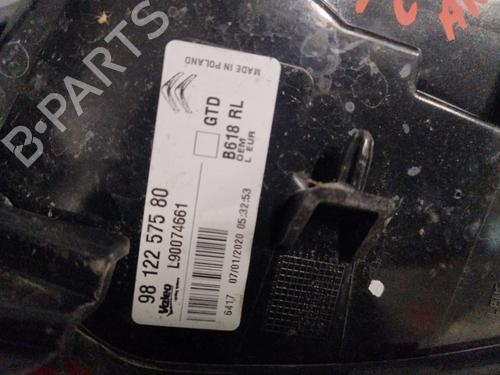 MADE IN POLAND
GTD
B618 RL
OEM
L EUR
98 122 575 80
L90074661
Valeo
6417 07/01/2020 05:32:53
B-PARTS